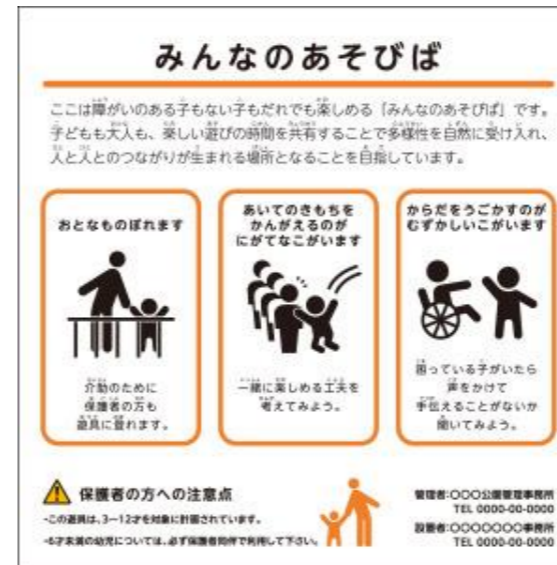 みんなのあそびば
ここは障がいのある子もない子もだれでも楽しめる「みんなのあそびば」です。
子どもも大人も、楽しい遊びの時間を共有することで多様性を自然に受け入れ、
人と人とのつながりが生まれる場所となることを目指しています。
おとなものぼれます
介助のために
保護者の方も
遊具に登れます。
あいてのきもちを
かんがえるのが
にがてなこがいます
一緒に楽しめる工夫を
考えてみよう。
からだをうごかすのが
むずかしいこがいます
困っている子がいたら
声をかけて
手伝えることがないか
聞いてみよう。
保護者の方への注意点
・この遊具は、3−12才を対象に計画されています。
・6才未満の幼児については、必ず保護者同伴で利用して下さい。
管理者:〇〇〇公園管理事務所
TEL 0000-00-0000
設置者:〇〇〇〇〇〇〇事務所
TEL 0000-00-0000